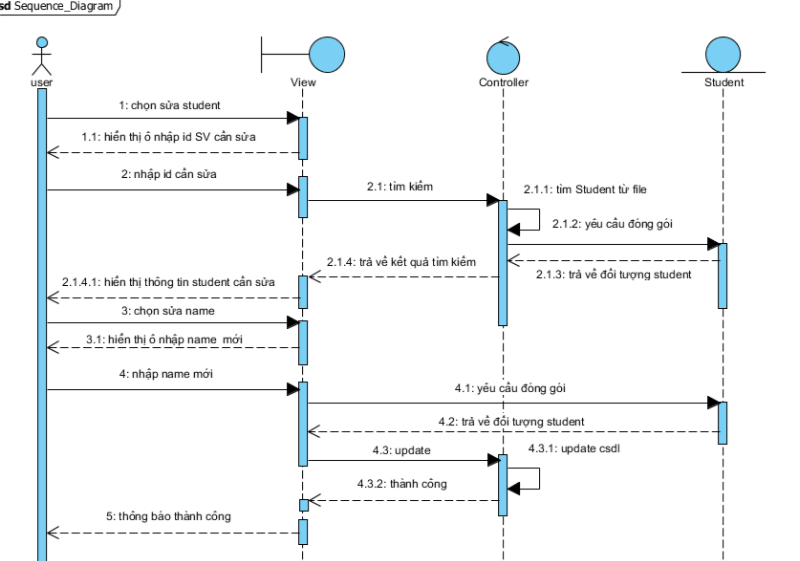 sd Sequence_Diagram
user
View
Controller
Student
1: chọn sửa student
1.1: hiển thị ô nhập id SV cần sửa
2: nhập id cần sửa
2.1: tìm kiếm
2.1.1: tìm Student từ file
2.1.2: yêu cầu đóng gói
2.1.3: trả về đối tượng student
2.1.4: trả về kết quả tìm kiếm
2.1.4.1: hiển thị thông tin student cần sửa
3: chọn sửa name
3.1: hiển thị ô nhập name mới
4: nhập name mới
4.1: yêu cầu đóng gói
4.2: trả về đối tượng student
4.3: update
4.3.1: update csdl
4.3.2: thành công
5: thông báo thành công